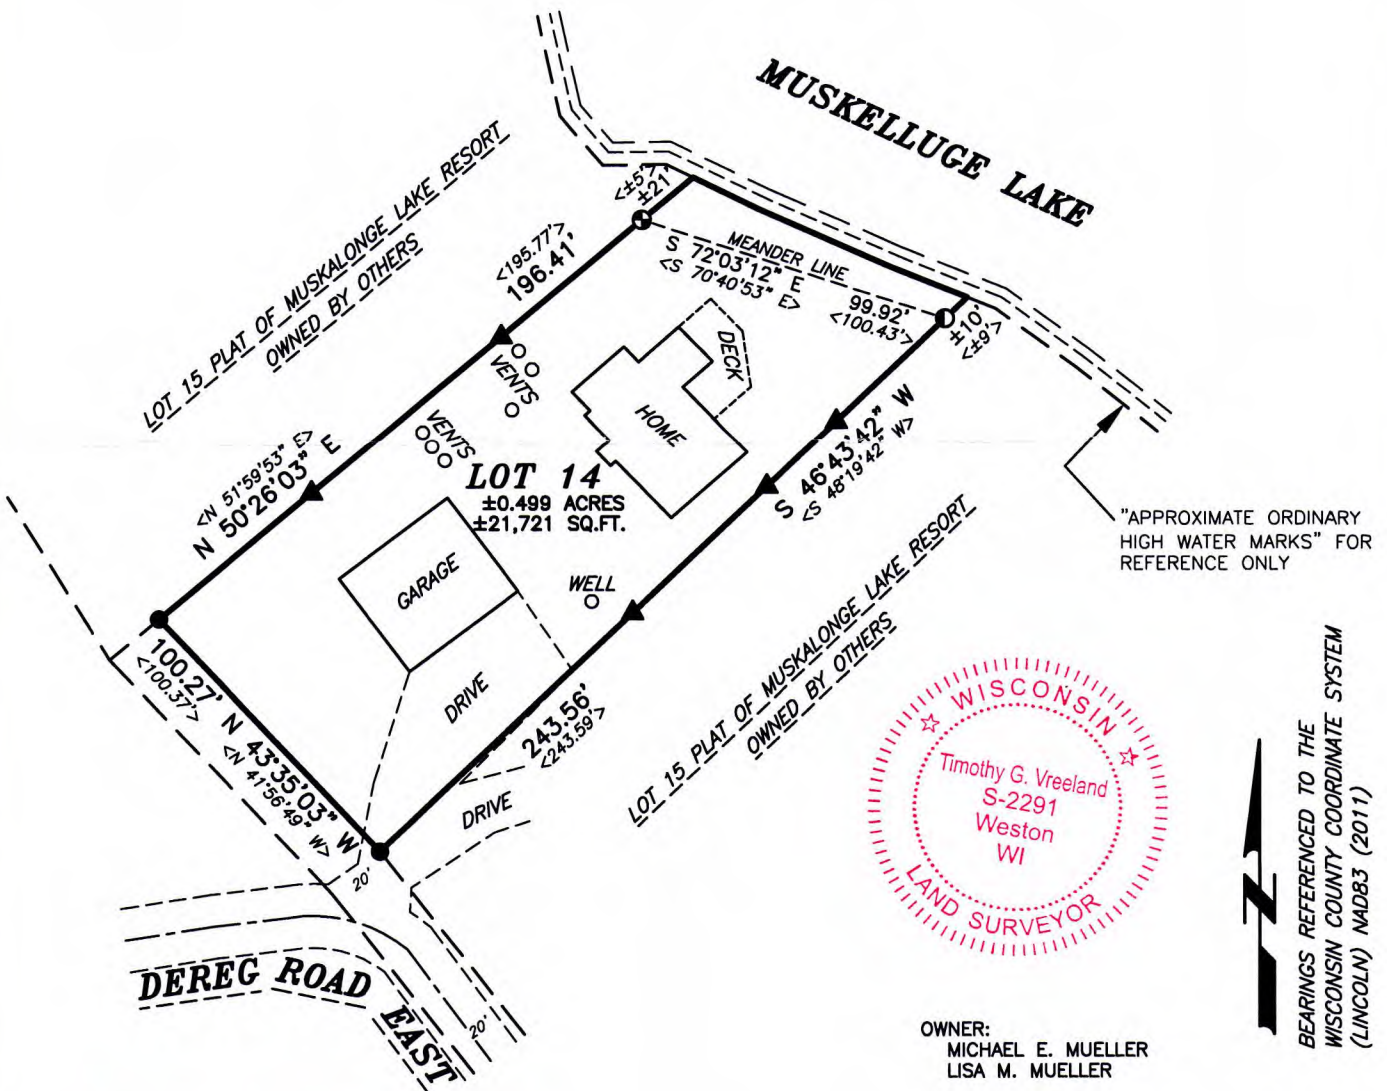 MUSKELLUGE LAKE
LOT 15 PLAT OF MUSKALONGE LAKE RESORT
OWNED BY OTHERS
<±5'>
±21'
<195.77'>
196.41'
MEANDER LINE
S 72°03'12" E
<S 70°40'53" E>
99.92'
<100.43'>
±10'
<±9'>
DECK
HOME
VENTS
VENTS
<N 51°59'53" E>
N 50°26'03" E
LOT 14
±0.499 ACRES
±21,721 SQ.FT.
S 46°43'42" W
<S 48°19'42" W>
"APPROXIMATE ORDINARY
HIGH WATER MARKS" FOR
REFERENCE ONLY
GARAGE
WELL
DRIVE
243.56'
<243.59'>
LOT 15 PLAT OF MUSKALONGE LAKE RESORT
OWNED BY OTHERS
100.27' N 43°35'03" W
<100.37'> <N 41°56'49" W>
DRIVE
20'
DEREG ROAD EAST
20'
WISCONSIN
Timothy G. Vreeland
S-2291
Weston
WI
LAND SURVEYOR
N
BEARINGS REFERENCED TO THE
WISCONSIN COUNTY COORDINATE SYSTEM
(LINCOLN) NAD83 (2011)
OWNER:
MICHAEL E. MUELLER
LISA M. MUELLER